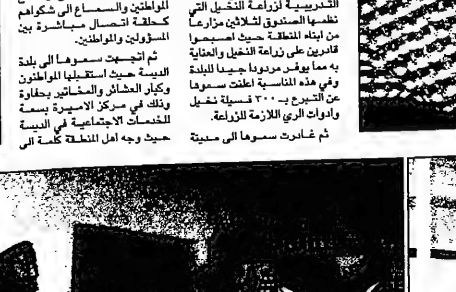 التدريبية لزراعة النخيل التي
نظمها الصندوق لثلاثين مزارعا
من ابناء المنطقة حيث اصبحوا
قادرين على زراعة النخيل والعناية
به مما يوفر مردودا جيدا للبلدة
وفي هذه المناسبة اعلنت سموها
عن التبرع بـ ٣٠٠ فسيلة نخيل
وادوات الري اللازمة للزراعة.
ثم غادرت سموها الى مدينة
المواطنين والسماع الى شكواهم
كحلقة اتصال مباشرة بين
المسؤولين والمواطنين.
ثم اتجهت سموها الى بلدة
الديسة حيث استقبلها المواطنون
وكبار العشائر والمخاتير بحفاوة
وذلك في مركز الاميرة بسمة
للخدمات الاجتماعية في الديسة
حيث وجه اهل المنطقة كلمة الى